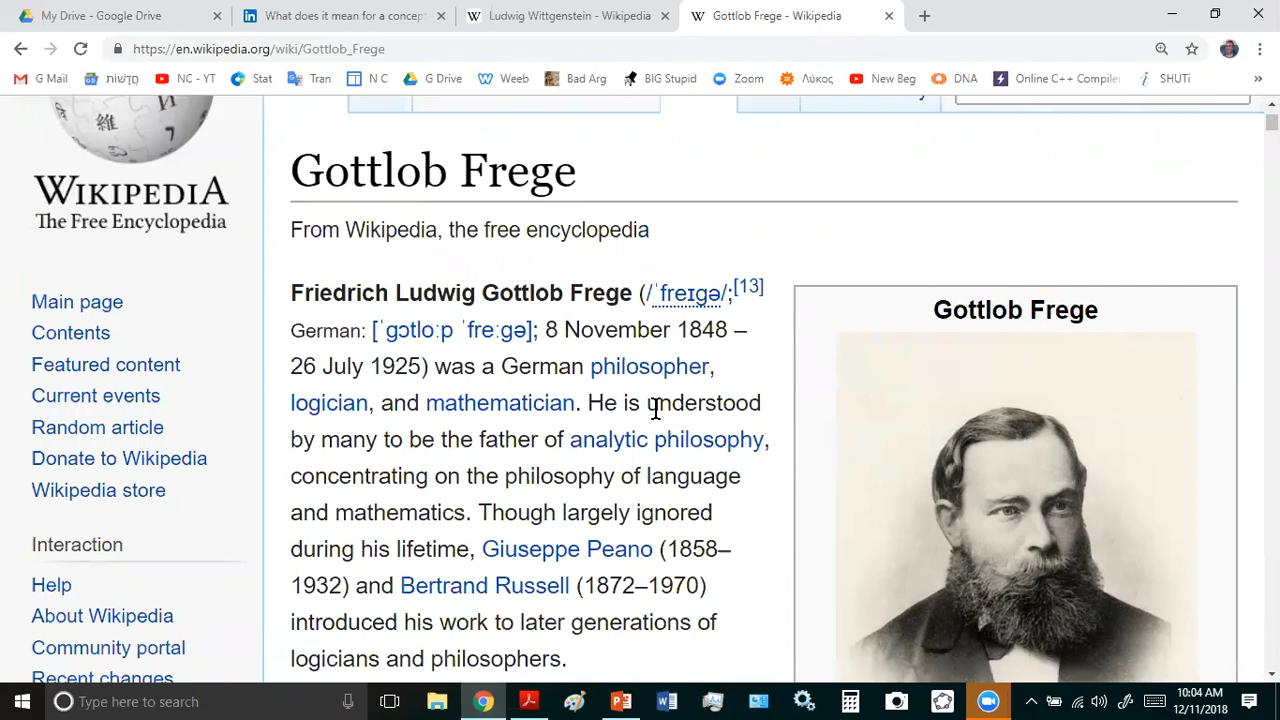 My Drive - Google Drive
What does it mean for a concept
Ludwig Wittgenstein - Wikipedia
Gottlob Frege - Wikipedia
https://en.wikipedia.org/wiki/Gottlob_Frege
G Mail
חֲדָשׁוֹת
NC - YT
Stat
Tran
N C
G Drive
Weeb
Bad Arg
BIG Stupid
Zoom
Λύκος
New Beg
DNA
Online C++ Compiler
SHUTi
»
WIKIPEDIA
The Free Encyclopedia
Main page
Contents
Featured content
Current events
Random article
Donate to Wikipedia
Wikipedia store
Interaction
Help
About Wikipedia
Community portal
Recent changes
Gottlob Frege
From Wikipedia, the free encyclopedia
Friedrich Ludwig Gottlob Frege (/ˈfreɪɡə/;[13]
German: [ˈɡɔtloːp ˈfreːɡə]; 8 November 1848 –
26 July 1925) was a German philosopher,
logician, and mathematician. He is understood
by many to be the father of analytic philosophy,
concentrating on the philosophy of language
and mathematics. Though largely ignored
during his lifetime, Giuseppe Peano (1858–
1932) and Bertrand Russell (1872–1970)
introduced his work to later generations of
logicians and philosophers.
Gottlob Frege
Type here to search
10:04 AM
12/11/2018